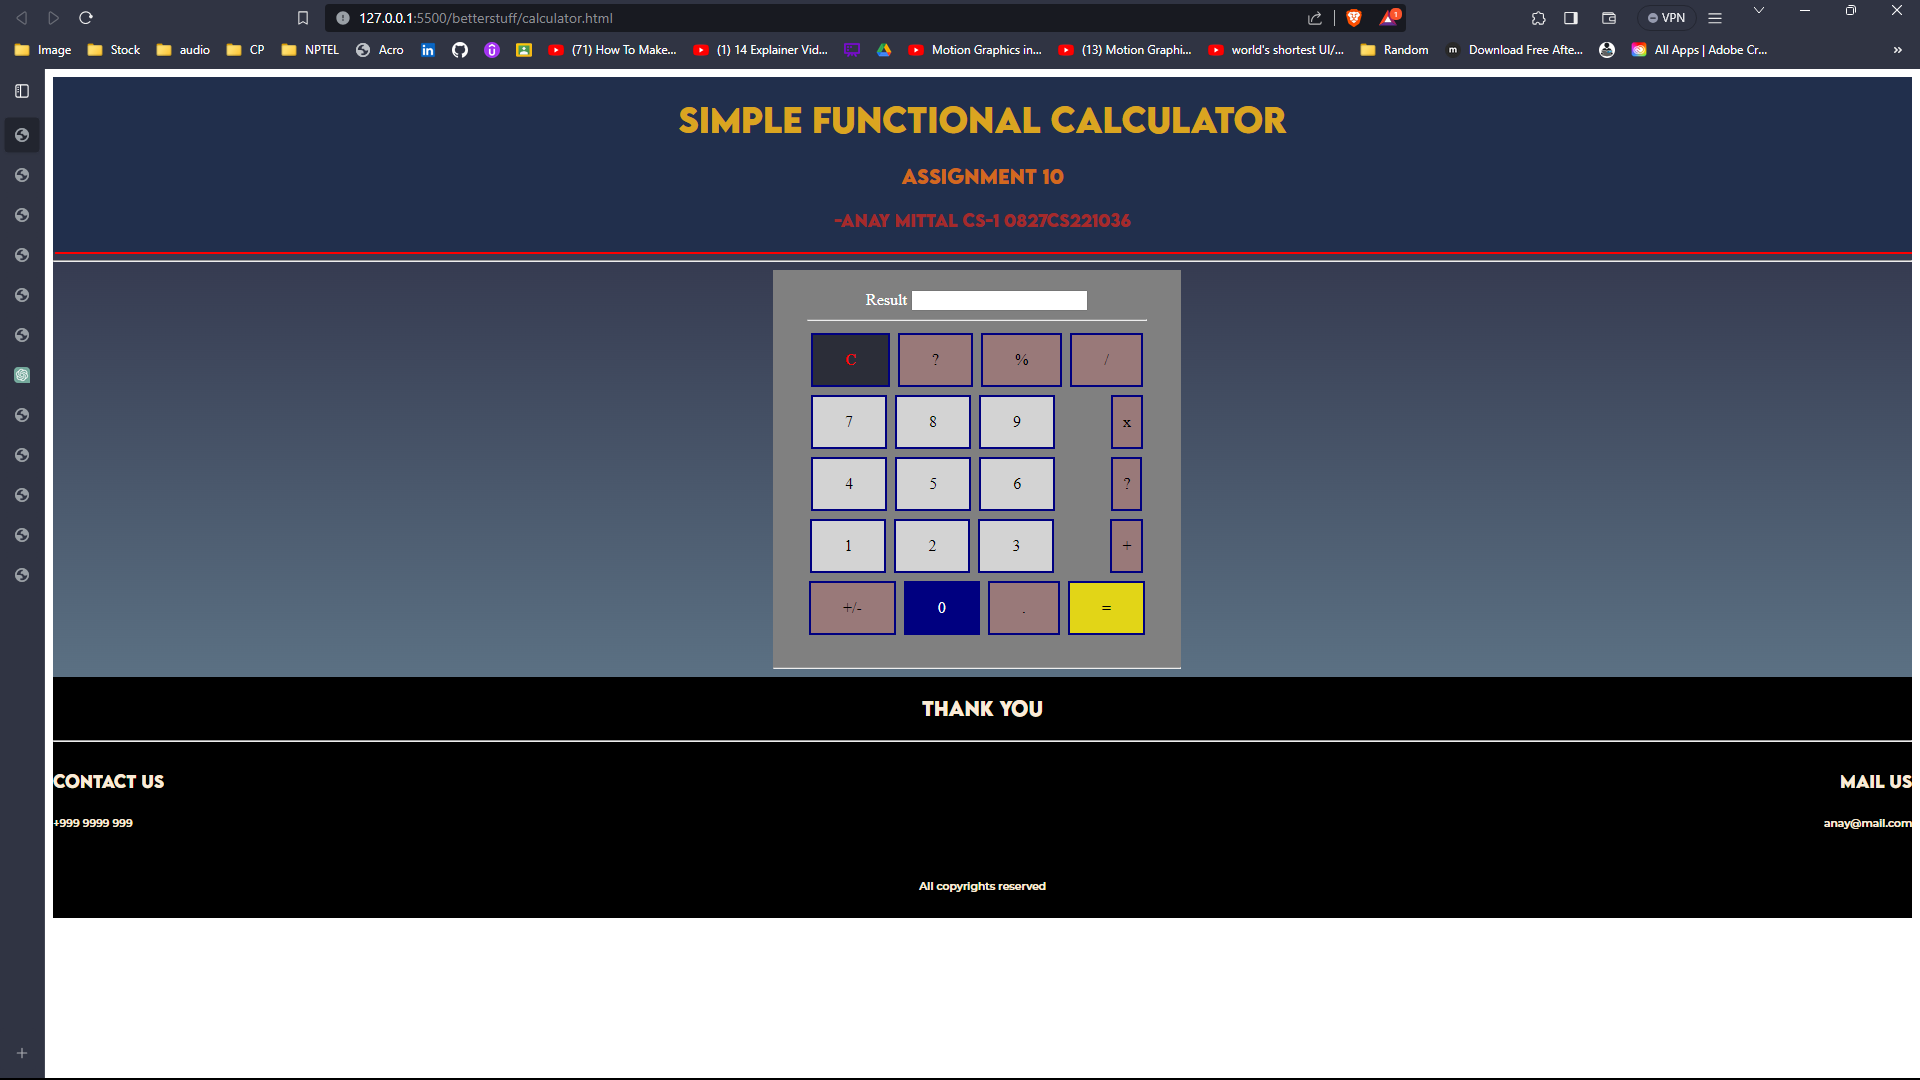 127.0.0.1:5500/betterstuff/calculator.html
1
VPN
Image Stock audio CP NPTEL Acro (71) How To Make... (1) 14 Explainer Vid... Motion Graphics in... (13) Motion Graphi... world's shortest UI/... Random Download Free Afte... All Apps | Adobe Cr... »
SIMPLE FUNCTIONAL CALCULATOR
ASSIGNMENT 10
-ANAY MITTAL CS-1 0827CS221036
Result
C ? % /
7 8 9 x
4 5 6 ?
1 2 3 +
+/- 0 . =
THANK YOU
CONTACT US MAIL US
+999 9999 999 anay@mail.com
All copyrights reserved